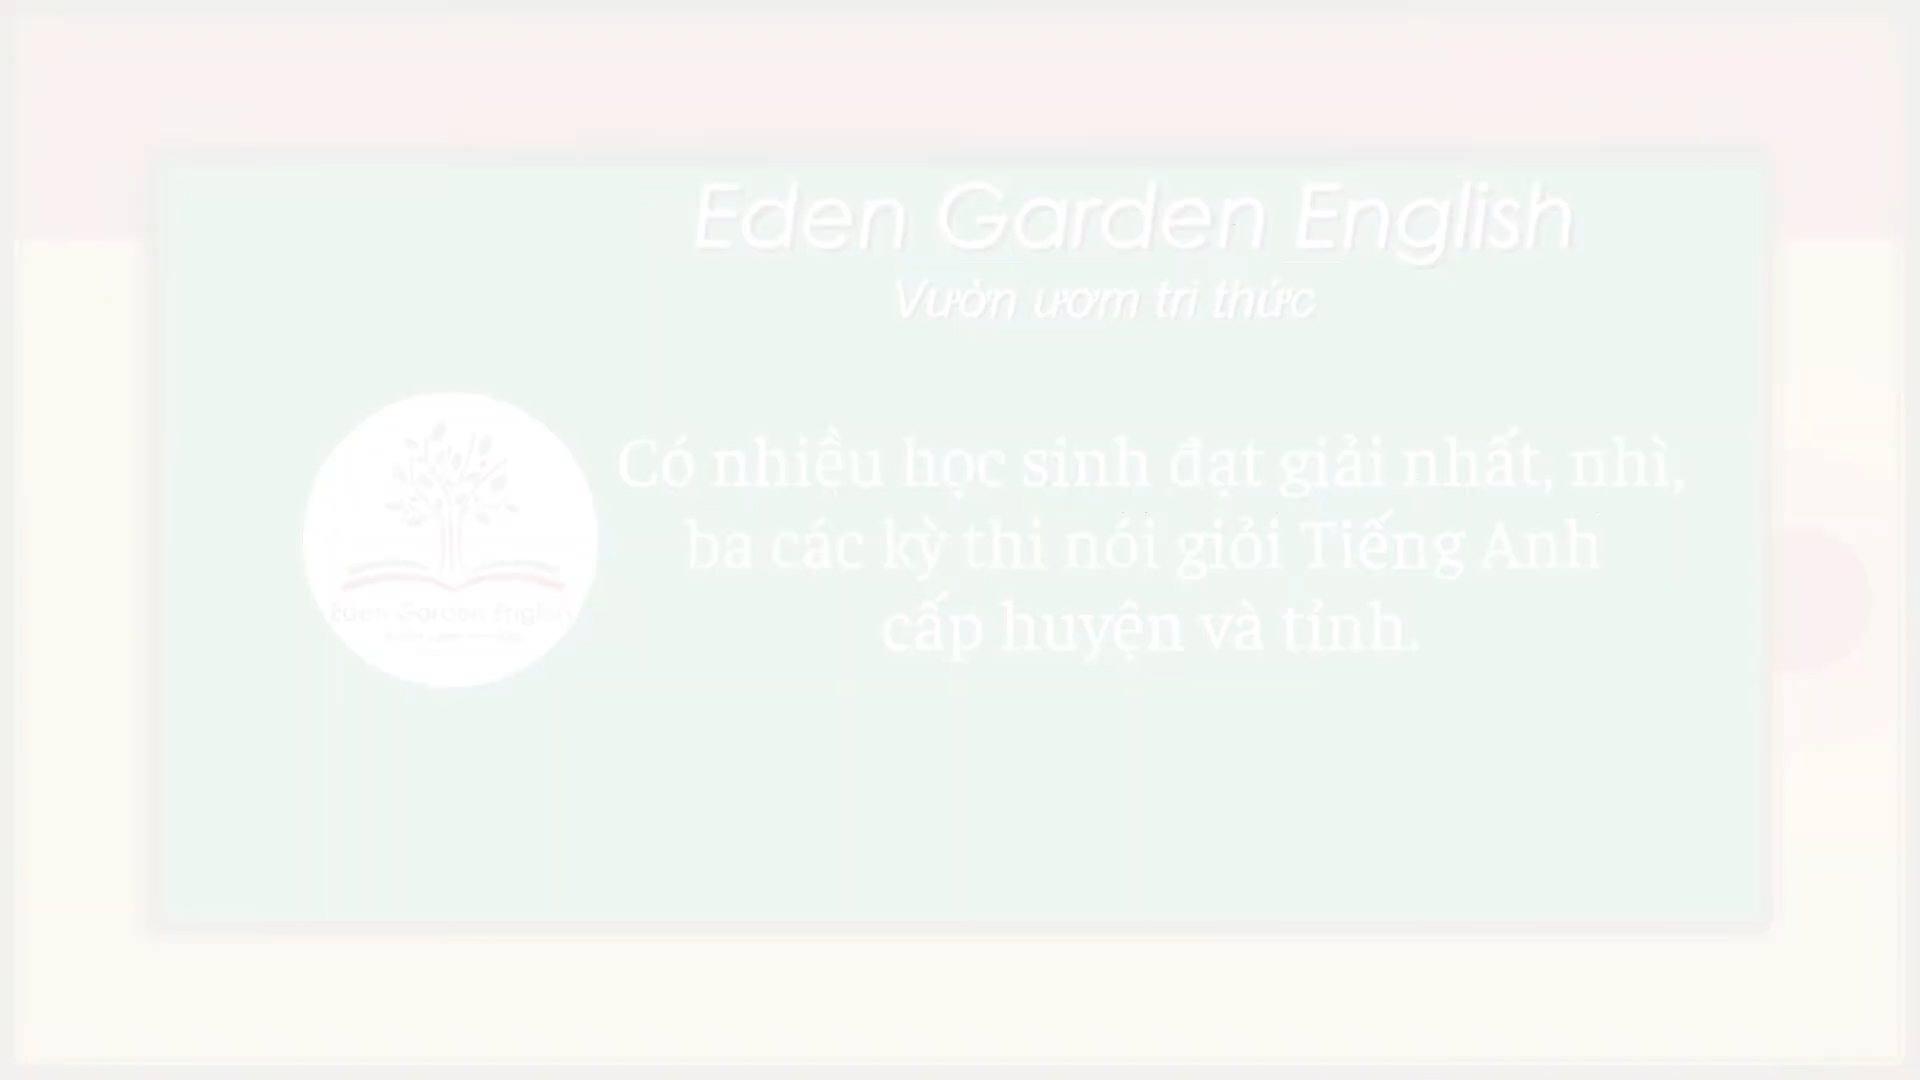 Eden Garden English
Vườn ươm tri thức
Có nhiều học sinh đạt giải nhất, nhì,
ba các kỳ thi nói giỏi Tiếng Anh
cấp huyện và tỉnh.
Eden Garden English